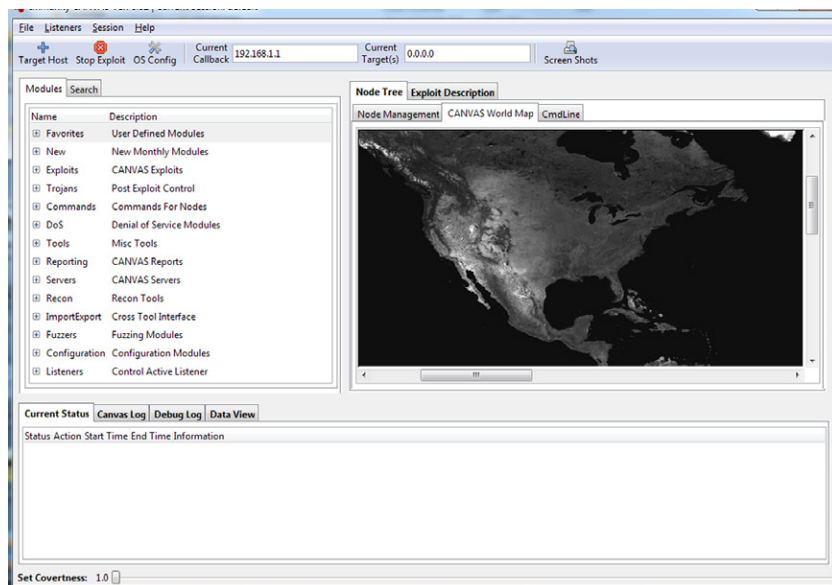 File Listeners Session Help
Target Host Stop Exploit OS Config
Current Callback 192.168.1.1
Current Target(s) 0.0.0.0
Screen Shots
Modules Search
Name Description
Favorites User Defined Modules
New New Monthly Modules
Exploits CANVAS Exploits
Trojans Post Exploit Control
Commands Commands For Nodes
DoS Denial of Service Modules
Tools Misc Tools
Reporting CANVAS Reports
Servers CANVAS Servers
Recon Recon Tools
ImportExport Cross Tool Interface
Fuzzers Fuzzing Modules
Configuration Configuration Modules
Listeners Control Active Listener
Node Tree Exploit Description
Node Management CANVAS World Map CmdLine
Current Status Canvas Log Debug Log Data View
Status Action Start Time End Time Information
Set Covertness: 1.0